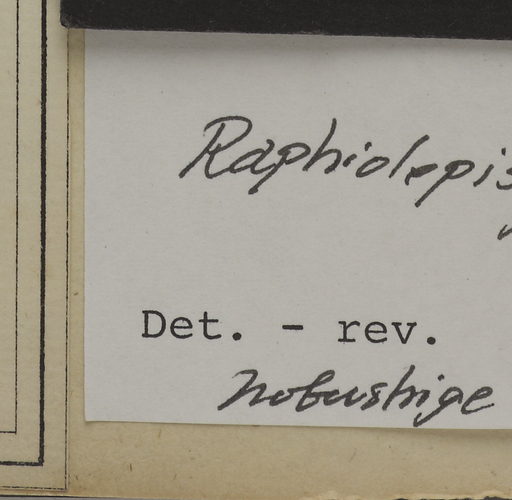 Raphiolepis
Det. - rev.
Nobushige